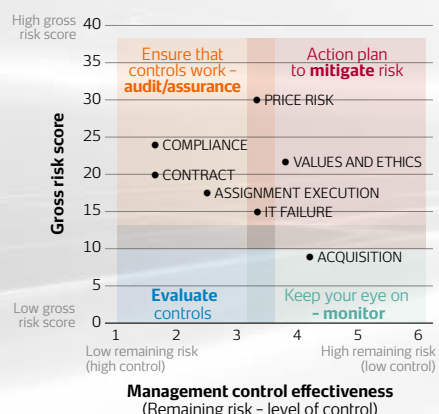 High gross
risk score
40
Ensure that
controls work –
audit/assurance
Action plan
to mitigate risk
35
30
PRICE RISK
25
COMPLIANCE
VALUES AND ETHICS
20
CONTRACT
ASSIGNMENT EXECUTION
15
IT FAILURE
10
ACQUISITION
5
Evaluate
controls
Keep your eye on
– monitor
Low gross
risk score
0
Gross risk score
1 2 3 4 5 6
Low remaining risk
(high control)
High remaining risk
(low control)
Management control effectiveness
(Remaining risk – level of control)